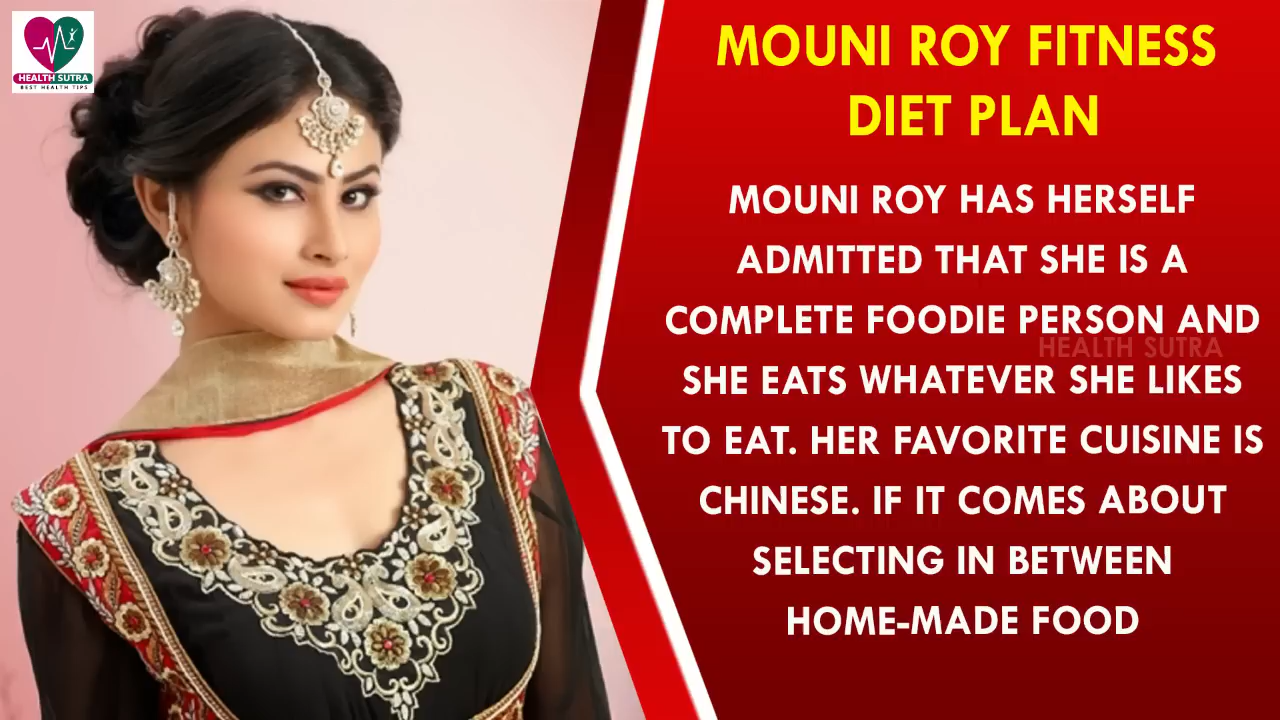 HEALTH SUTRA
BEST HEALTH TIPS
MOUNI ROY FITNESS
DIET PLAN
MOUNI ROY HAS HERSELF
ADMITTED THAT SHE IS A
COMPLETE FOODIE PERSON AND
HEALTH SUTRA
SHE EATS WHATEVER SHE LIKES
TO EAT. HER FAVORITE CUISINE IS
CHINESE. IF IT COMES ABOUT
SELECTING IN BETWEEN
HOME-MADE FOOD